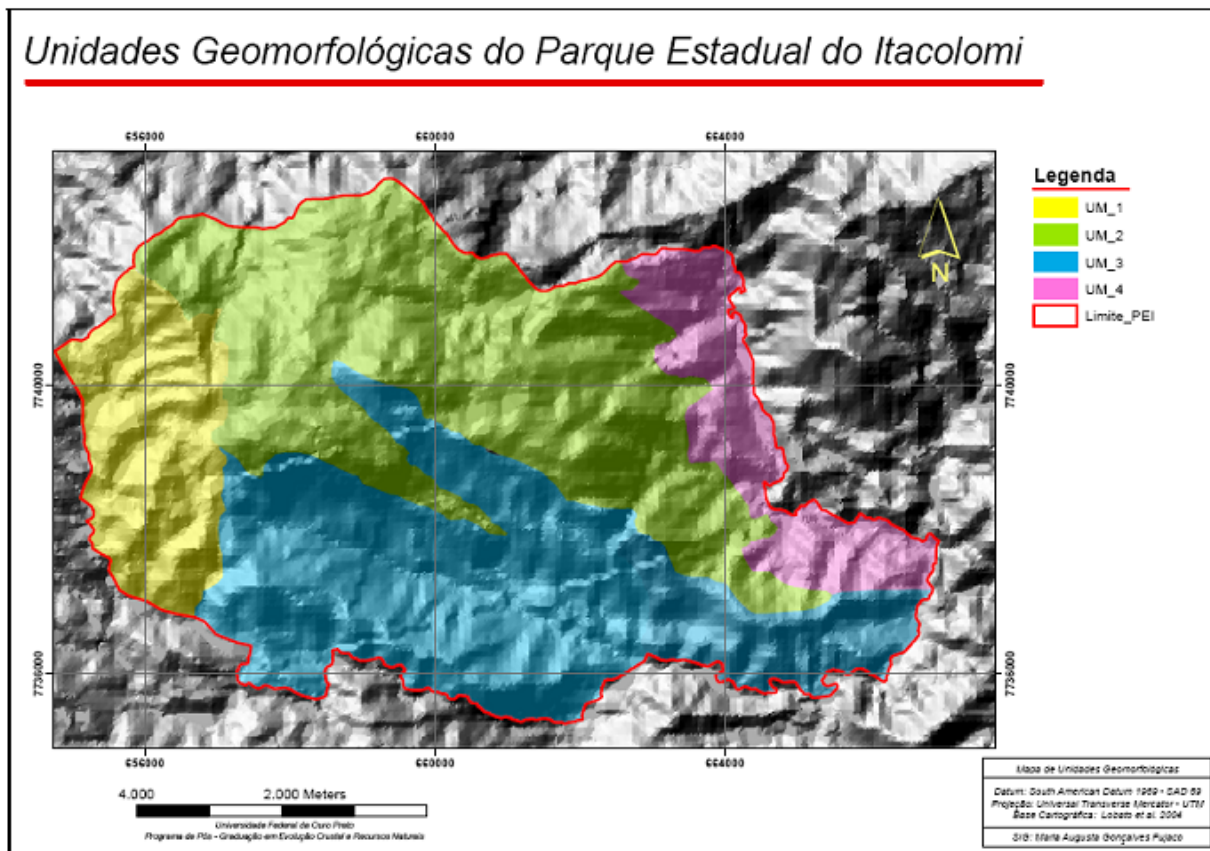 Unidades Geomorfológicas do Parque Estadual do Itacolomi
656000 660000 664000
Legenda
UM_1
UM_2
UM_3
UM_4
Limite_PEI
N
7740000 7740000
7736000 7736000
656000 660000 664000
4.000 2.000 Meters
Universidade Federal de Ouro Preto
Programa de Pós - Graduação em Evolução Crustal e Recursos Naturais
Mapa de Unidades Geomorfológicas
Datum: South American Datum 1969 - SAD 69
Projeção: Universal Transverse Mercator - UTM
Base Cartográfica: Lobato et al. 2004
SIG: Maria Augusta Gonçalves Fujaco